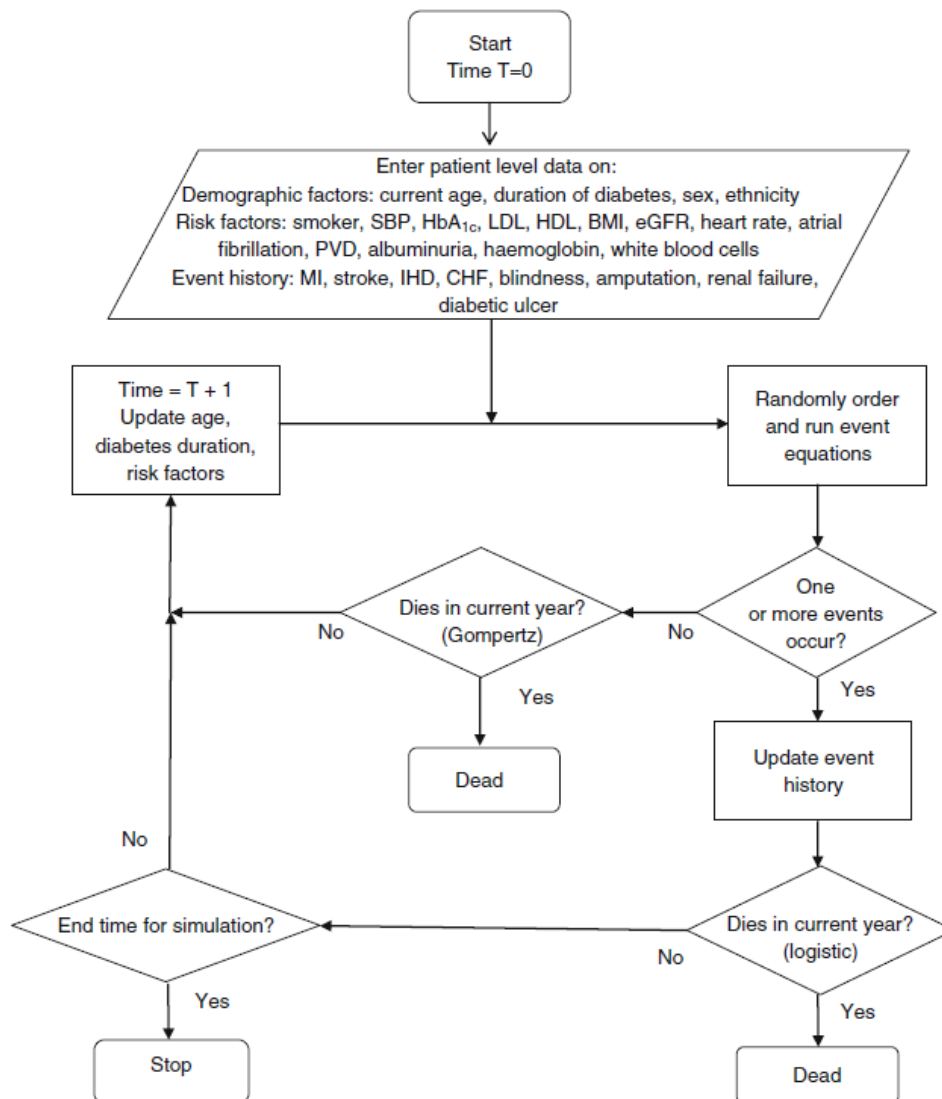 Start
Time T=0
Enter patient level data on:
Demographic factors: current age, duration of diabetes, sex, ethnicity
Risk factors: smoker, SBP, HbA1c, LDL, HDL, BMI, eGFR, heart rate, atrial
fibrillation, PVD, albuminuria, haemoglobin, white blood cells
Event history: MI, stroke, IHD, CHF, blindness, amputation, renal failure,
diabetic ulcer
Time = T + 1
Update age,
diabetes duration,
risk factors
Randomly order
and run event
equations
One
or more events
occur?
No
Yes
Dies in current year?
(Gompertz)
No
Yes
Dead
Update event
history
Dies in current year?
(logistic)
No
Yes
Dead
End time for simulation?
No
Yes
Stop